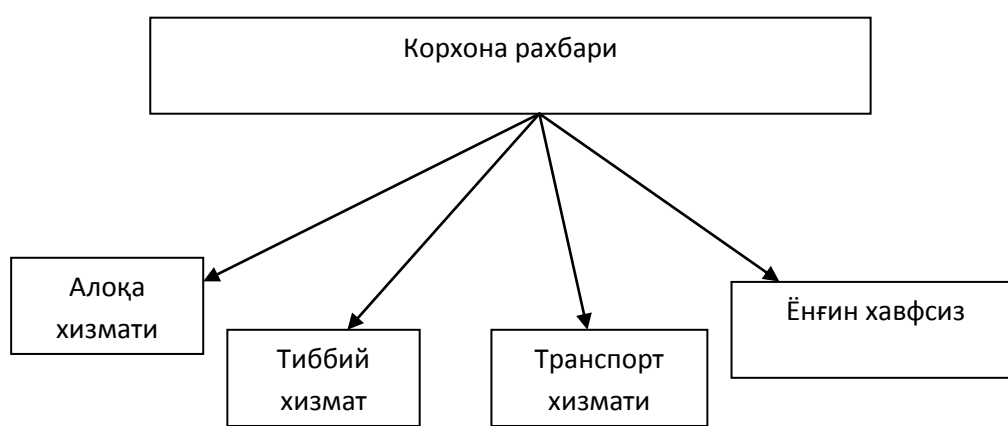 Корхона рахбари
Алоқа
хизмати
Тиббий
хизмат
Транспорт
хизмати
Ёнғин хавфсиз